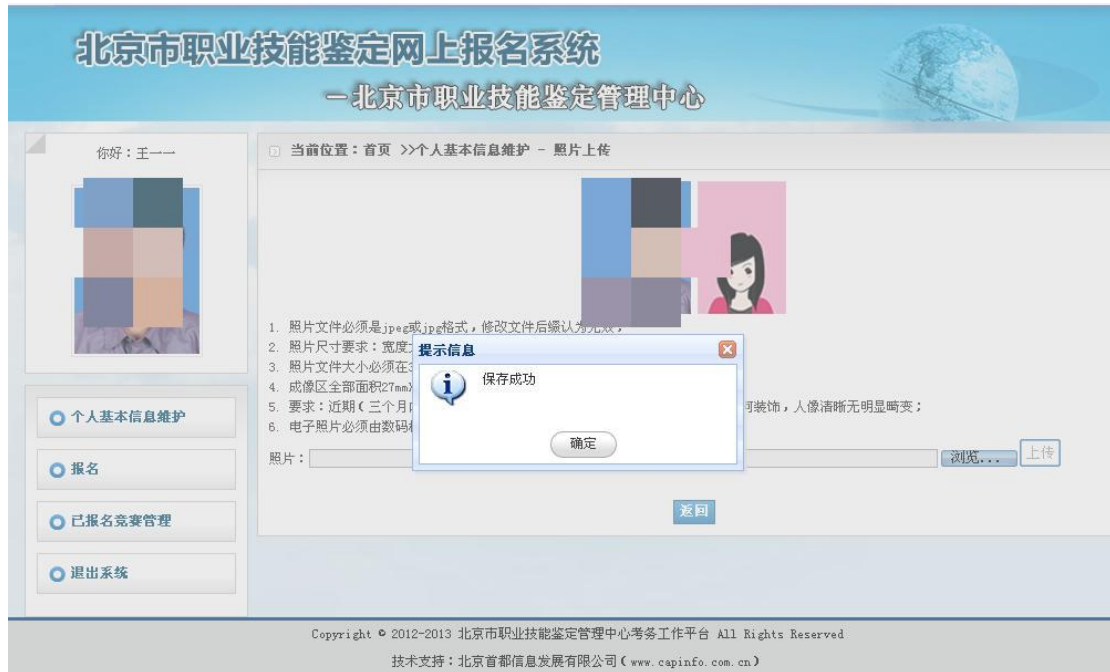 北京市职业技能鉴定网上报名系统
—北京市职业技能鉴定管理中心
你好：王一一
当前位置：首页 >>个人基本信息维护 - 照片上传
1. 照片文件必须是jpeg或jpg格式，修改文件后缀认为无效；
2. 照片尺寸要求：宽度
3. 照片文件大小必须在
4. 成像区全部面积27mm
5. 要求：近期（三个月 装饰，人像清晰无明显畸变；
6. 电子照片必须由数码
提示信息
保存成功
确定
照片：
浏览...
上传
返回
个人基本信息维护
报名
已报名竞赛管理
退出系统
Copyright © 2012-2013 北京市职业技能鉴定管理中心考务工作平台 All Rights Reserved
技术支持：北京首都信息发展有限公司（www.capinfo.com.cn）